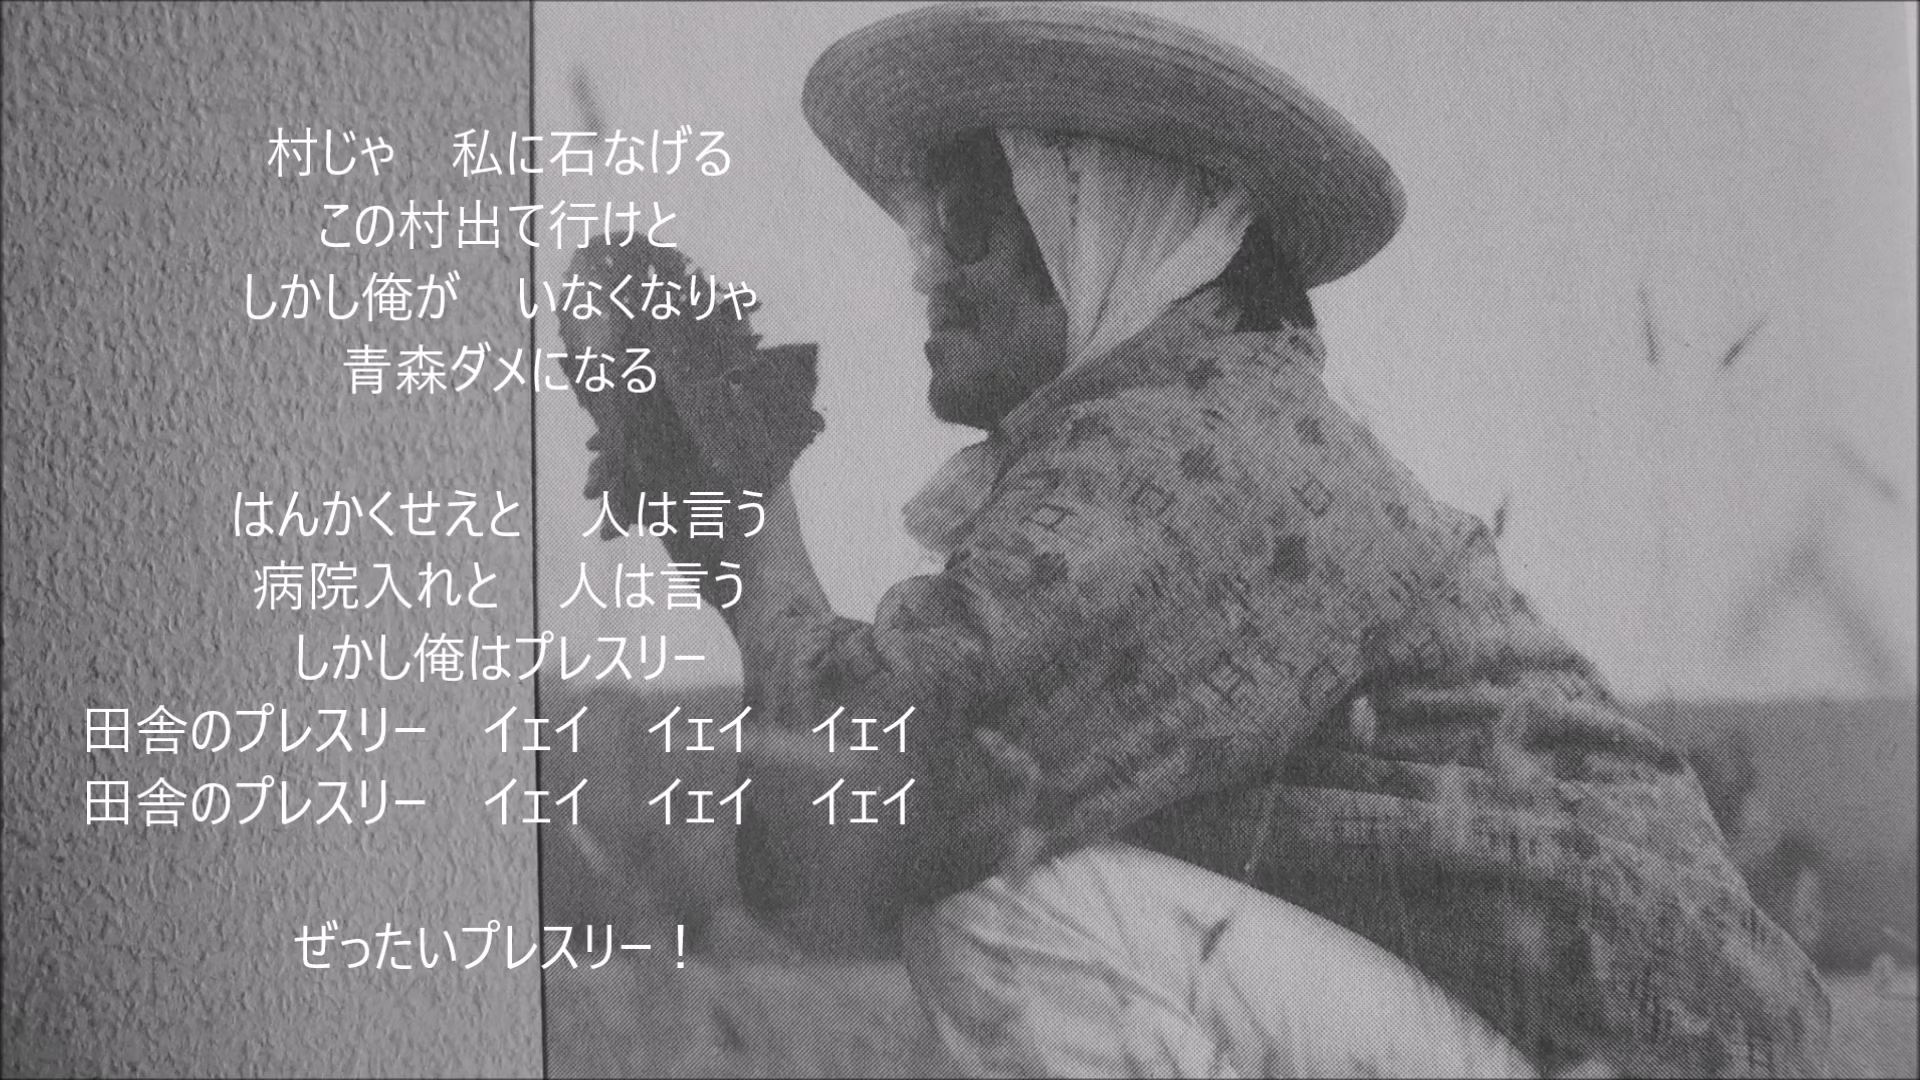 村じゃ　私に石なげる
この村出て行けと
しかし俺が　いなくなりゃ
青森ダメになる
はんかくせえと　人は言う
病院入れと　人は言う
しかし俺はプレスリー
田舎のプレスリー　イェイ　イェイ　イェイ
田舎のプレスリー　イェイ　イェイ　イェイ
ぜったいプレスリー！